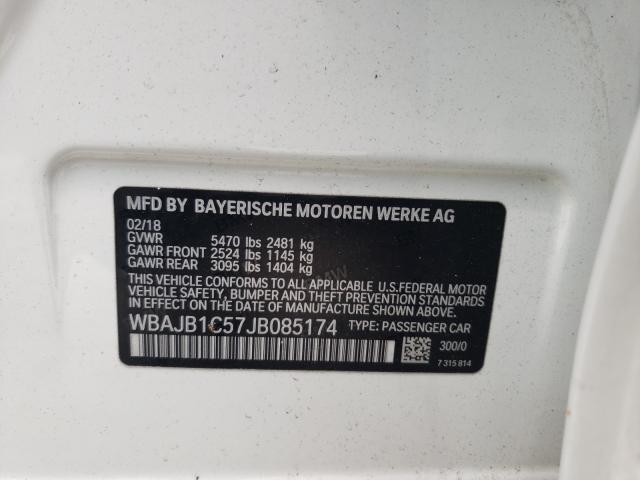 MFD BY BAYERISCHE MOTOREN WERKE AG
02/18
GVWR 5470 lbs 2481 kg
GAWR FRONT 2524 lbs 1145 kg
GAWR REAR 3095 lbs 1404 kg
THIS VEHICLE CONFORMS TO ALL APPLICABLE U.S.FEDERAL MOTOR
VEHICLE SAFETY, BUMPER AND THEFT PREVENTION STANDARDS
IN EFFECT ON THE DATE OF MANUFACTURE SHOWN ABOVE.
WBAJB1C57JB085174 TYPE: PASSENGER CAR
300/0
7 315 814